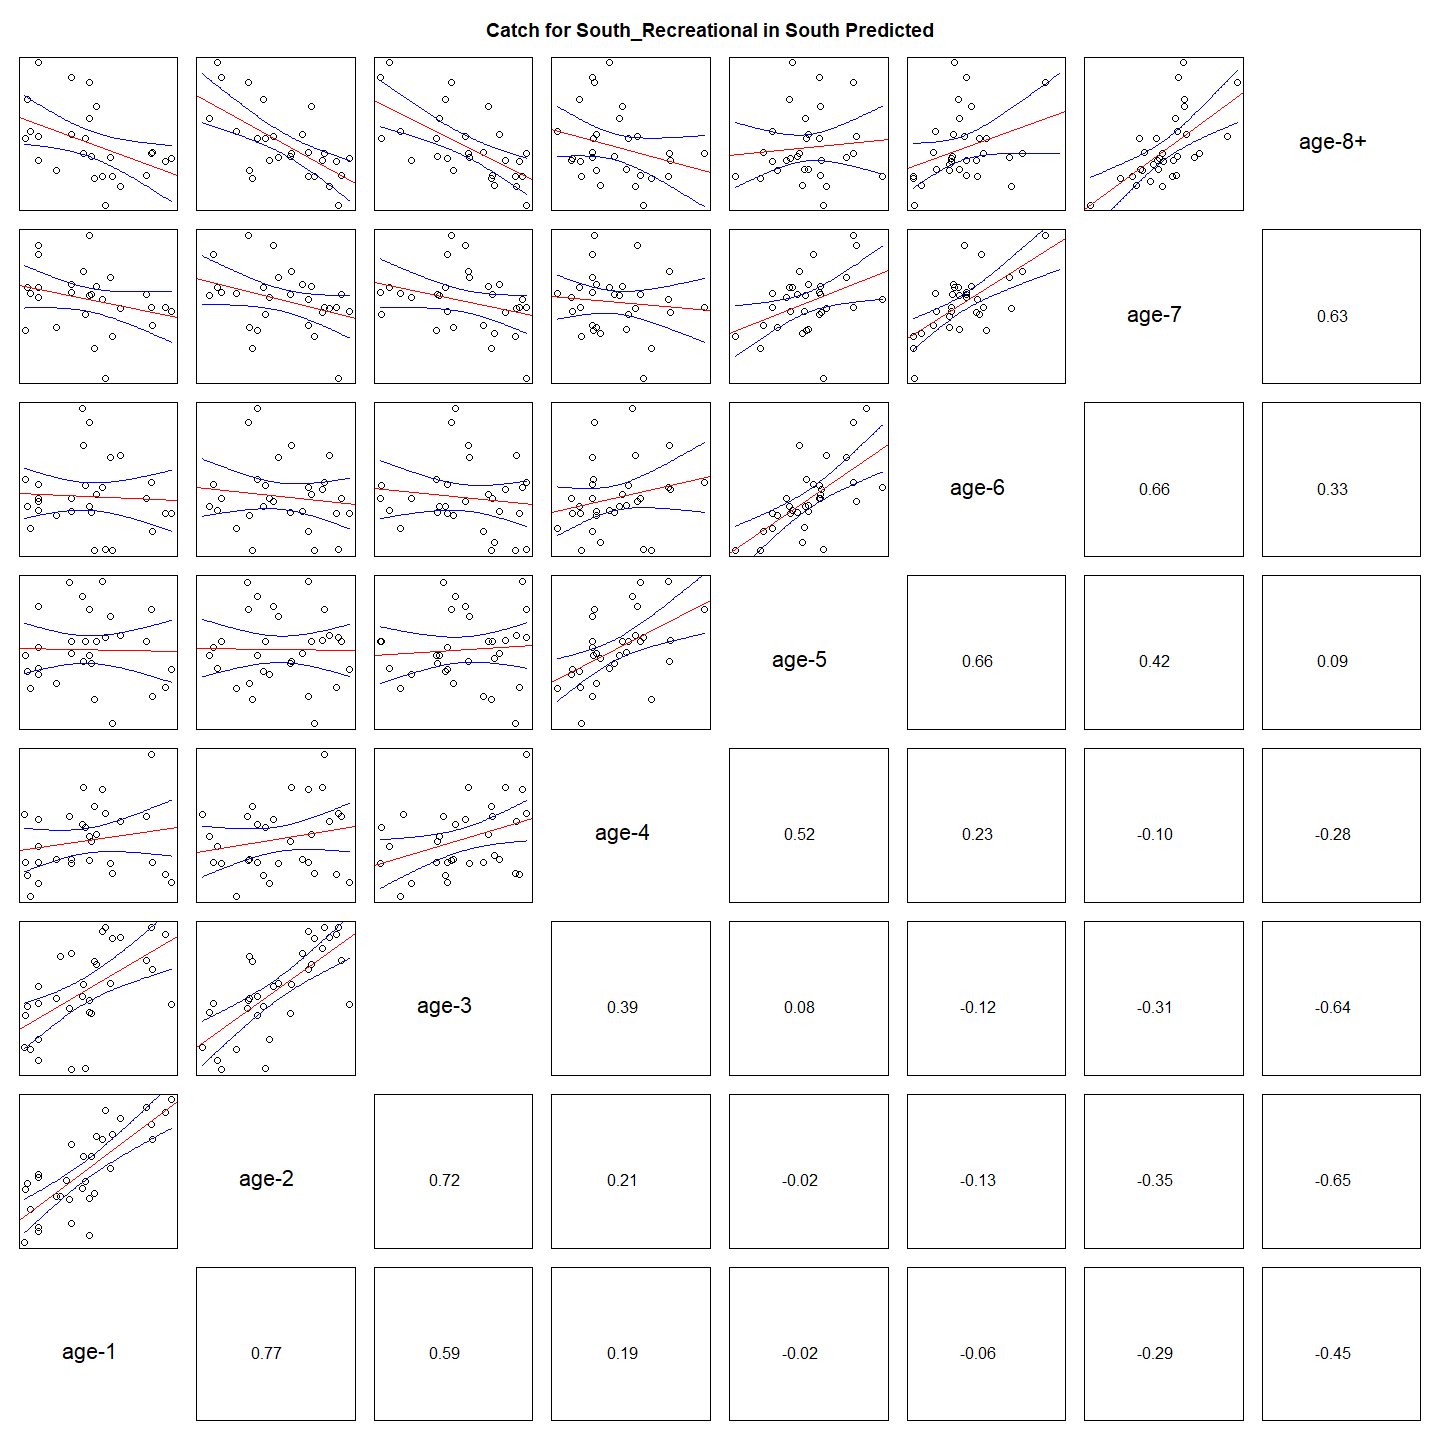 Catch for South_Recreational in South Predicted
age-8+
age-7 0.63
age-6 0.66 0.33
age-5 0.66 0.42 0.09
age-4 0.52 0.23 -0.10 -0.28
age-3 0.39 0.08 -0.12 -0.31 -0.64
age-2 0.72 0.21 -0.02 -0.13 -0.35 -0.65
age-1 0.77 0.59 0.19 -0.02 -0.06 -0.29 -0.45